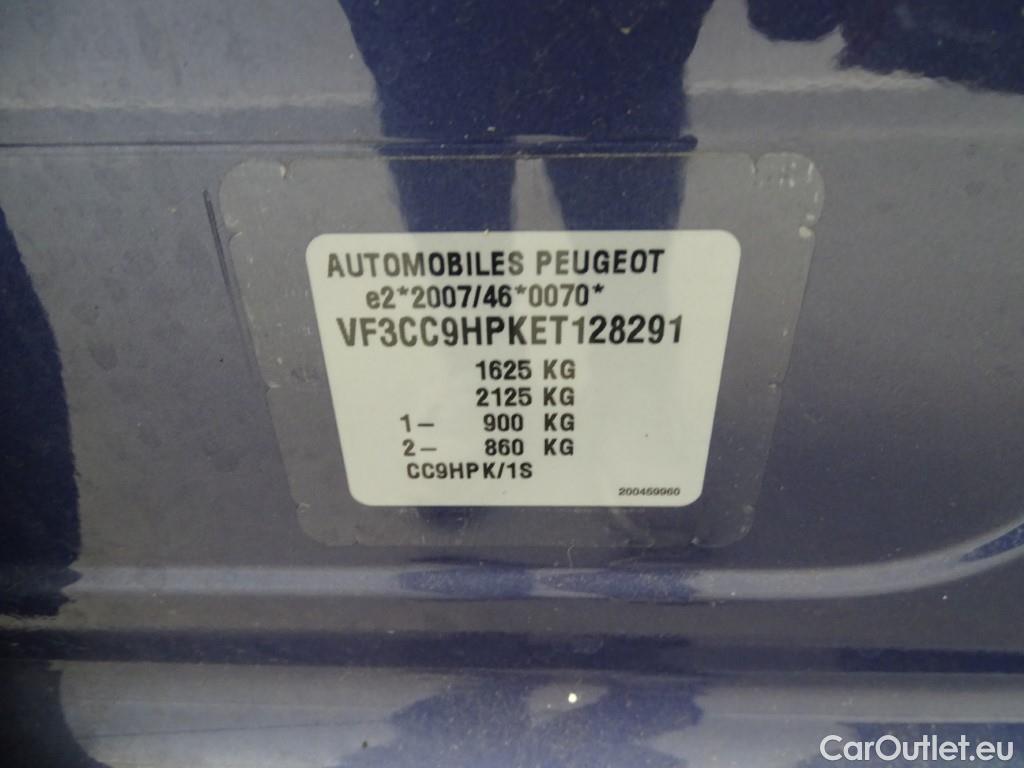 AUTOMOBILES PEUGEOT
e2*2007/46*0070*
VF3CC9HPKET128291
1625 KG
2125 KG
1– 900 KG
2– 860 KG
CC9HPK/1S
200459960
CarOutlet.eu